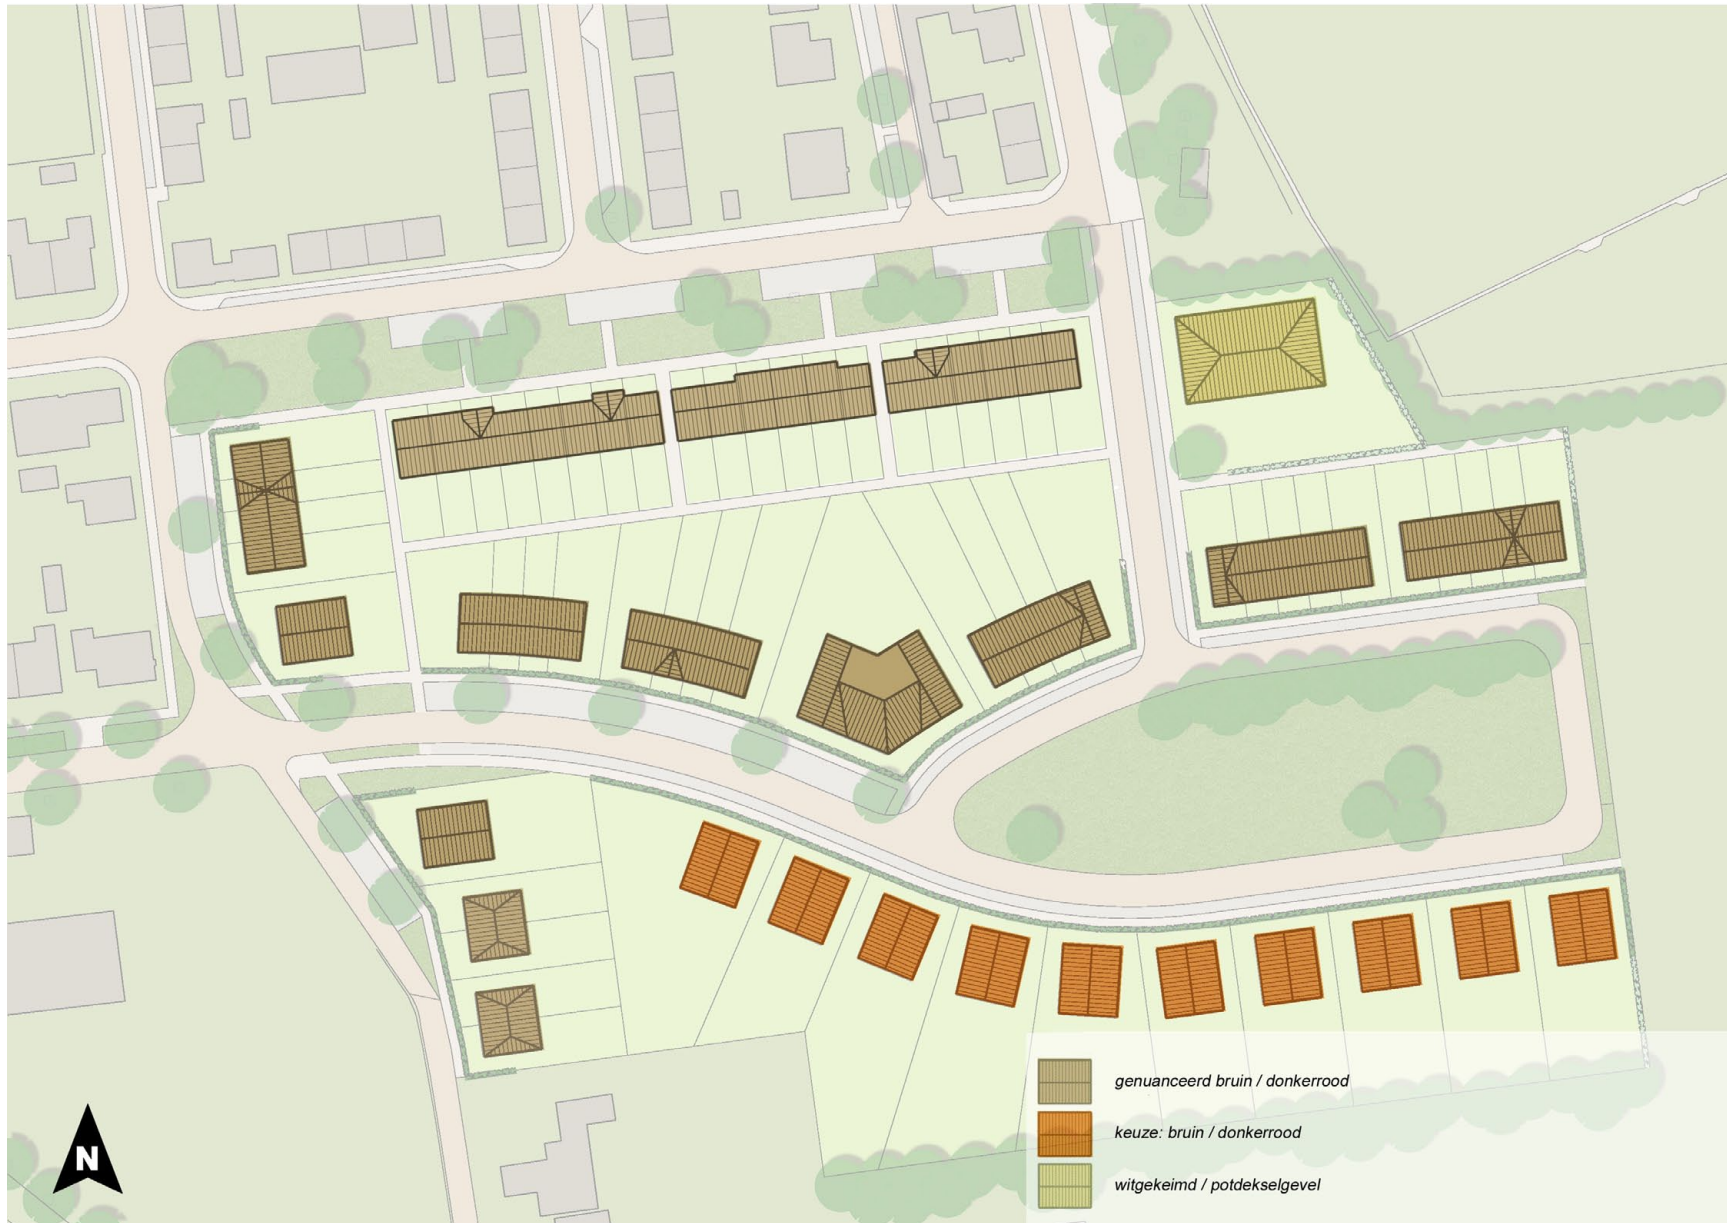 N
genuanceerd bruin / donkerrood
keuze: bruin / donkerrood
witgekeimd / potdekselgevel